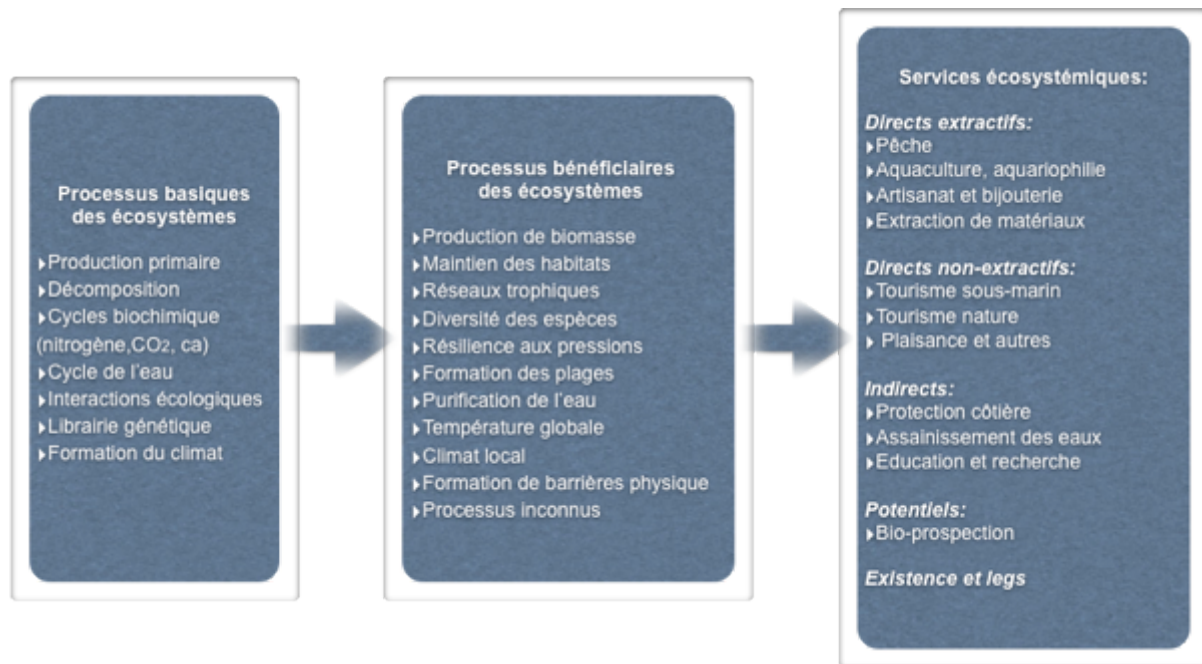 Processus basiques
des écosystèmes
▸Production primaire
▸Décomposition
▸Cycles biochimique
(nitrogène,CO2, ca)
▸Cycle de l'eau
▸Interactions écologiques
▸Librairie génétique
▸Formation du climat
Processus bénéficiaires
des écosystèmes
▸Production de biomasse
▸Maintien des habitats
▸Réseaux trophiques
▸Diversité des espèces
▸Résilience aux pressions
▸Formation des plages
▸Purification de l'eau
▸Température globale
▸Climat local
▸Formation de barrières physique
▸Processus inconnus
Services écosystémiques:
Directs extractifs:
▸Pêche
▸Aquaculture, aquariophilie
▸Artisanat et bijouterie
▸Extraction de matériaux
Directs non-extractifs:
▸Tourisme sous-marin
▸Tourisme nature
▸ Plaisance et autres
Indirects:
▸Protection côtière
▸Assainissement des eaux
▸Education et recherche
Potentiels:
▸Bio-prospection
Existence et legs